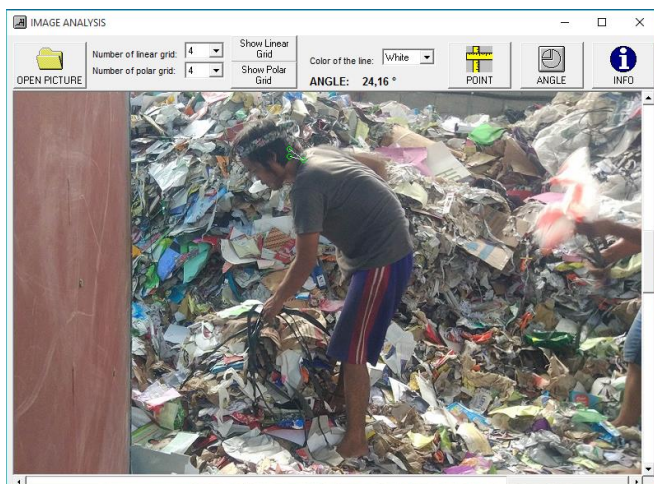 IMAGE ANALYSIS
OPEN PICTURE
Number of linear grid: 4
Number of polar grid: 4
Show Linear
Grid
Show Polar
Grid
Color of the line: White
ANGLE: 24,16 °
POINT
ANGLE
INFO